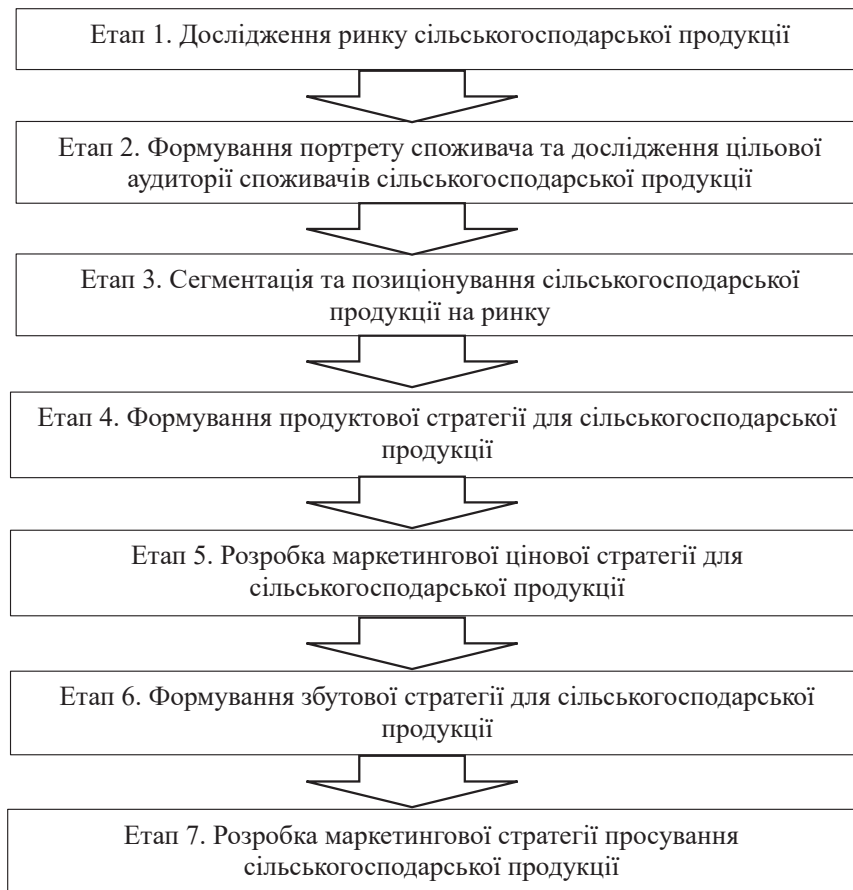 Етап 1. Дослідження ринку сільськогосподарської продукції
Етап 2. Формування портрету споживача та дослідження цільової
аудиторії споживачів сільськогосподарської продукції
Етап 3. Сегментація та позиціонування сільськогосподарської
продукції на ринку
Етап 4. Формування продуктової стратегії для сільськогосподарської
продукції
Етап 5. Розробка маркетингової цінової стратегії для
сільськогосподарської продукції
Етап 6. Формування збутової стратегії для сільськогосподарської
продукції
Етап 7. Розробка маркетингової стратегії просування
сільськогосподарської продукції